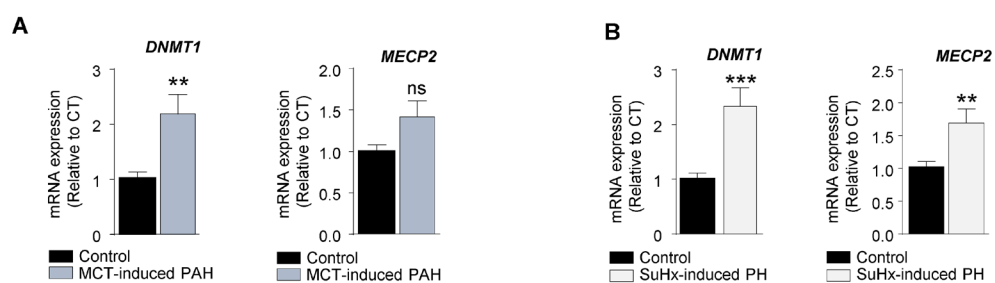 A
DNMT1
mRNA expression
(Relative to CT)
3
2
1
0
**
Control
MCT-induced PAH
MECP2
mRNA expression
(Relative to CT)
2.0
1.5
1.0
0.5
0.0
ns
Control
MCT-induced PAH
B
DNMT1
mRNA expression
(Relative to CT)
3
2
1
0
***
Control
SuHx-induced PH
MECP2
mRNA expression
(Relative to CT)
2.5
2.0
1.5
1.0
0.5
0.0
**
Control
SuHx-induced PH